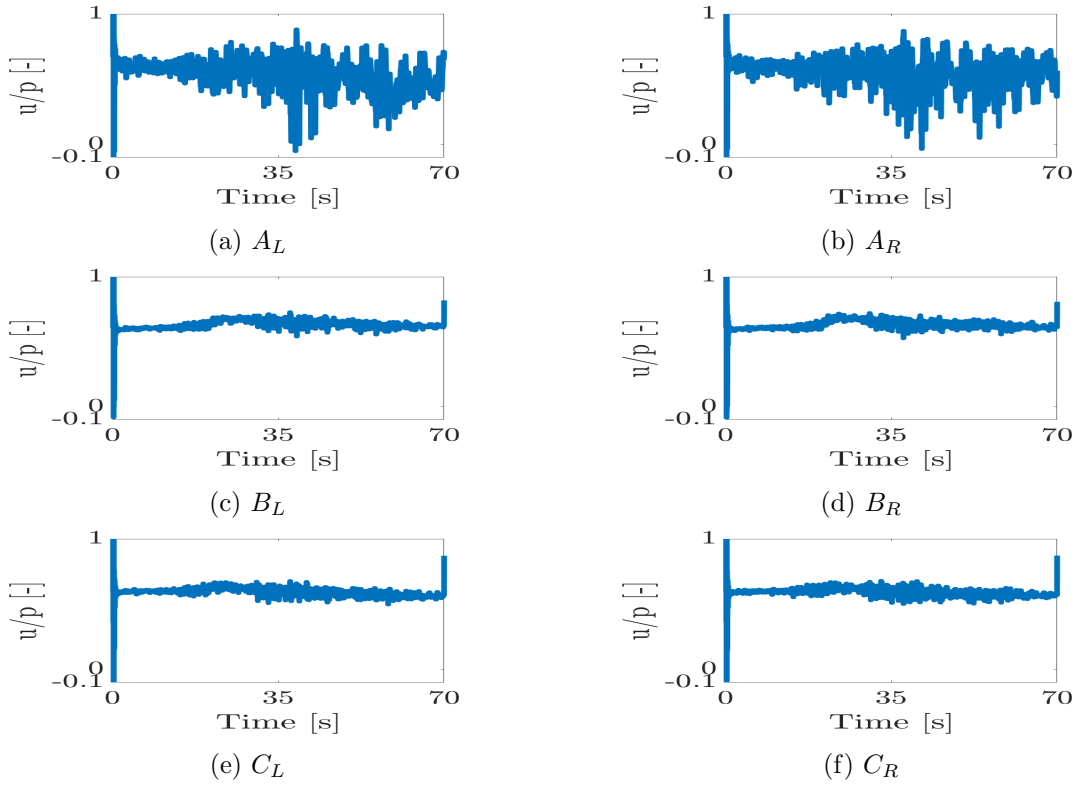 1
u/p [-]
0
-0.1
0 35 70
Time [s]
(a) A_L
1
u/p [-]
0
-0.1
0 35 70
Time [s]
(b) A_R
1
u/p [-]
0
-0.1
0 35 70
Time [s]
(c) B_L
1
u/p [-]
0
-0.1
0 35 70
Time [s]
(d) B_R
1
u/p [-]
0
-0.1
0 35 70
Time [s]
(e) C_L
1
u/p [-]
0
-0.1
0 35 70
Time [s]
(f) C_R